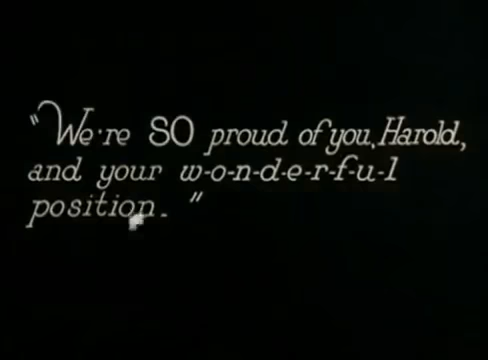 "We're SO proud of you, Harold,
and your w-o-n-d-e-r-f-u-l
position."